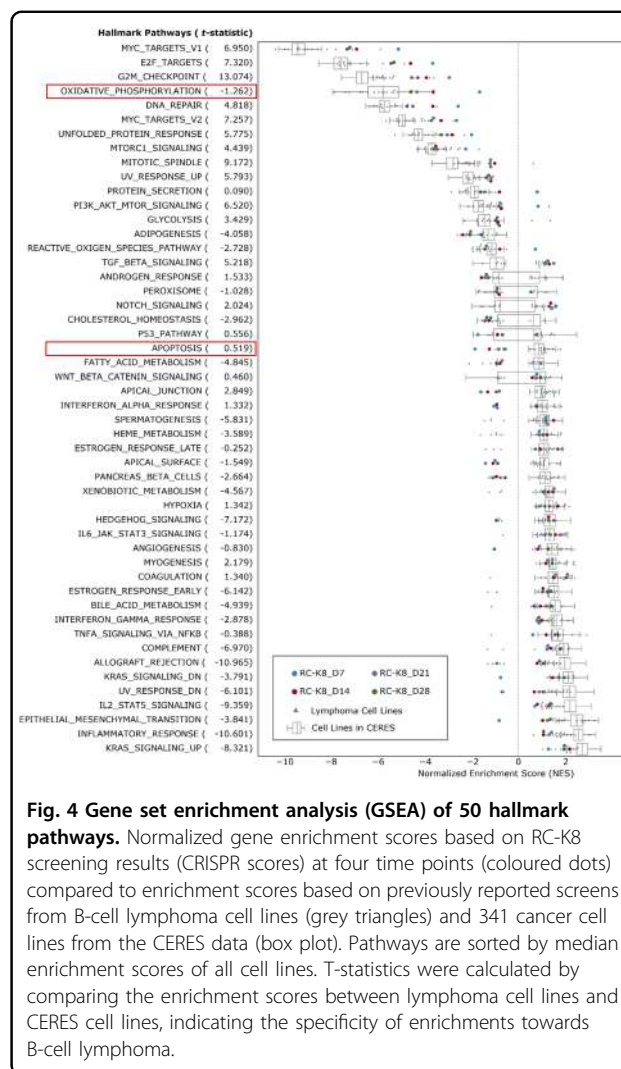 Hallmark Pathways ( t-statistic)
MYC_TARGETS_V1 ( 6.950)
E2F_TARGETS ( 7.320)
G2M_CHECKPOINT ( 13.074)
OXIDATIVE_PHOSPHORYLATION ( -1.262)
DNA_REPAIR ( 4.818)
MYC_TARGETS_V2 ( 7.257)
UNFOLDED_PROTEIN_RESPONSE ( 5.775)
MTORC1_SIGNALING ( 4.439)
MITOTIC_SPINDLE ( 9.172)
UV_RESPONSE_UP ( 5.793)
PROTEIN_SECRETION ( 0.090)
PI3K_AKT_MTOR_SIGNALING ( 6.520)
GLYCOLYSIS ( 3.429)
ADIPOGENESIS ( -4.058)
REACTIVE_OXIGEN_SPECIES_PATHWAY ( -2.728)
TGF_BETA_SIGNALING ( 5.218)
ANDROGEN_RESPONSE ( 1.533)
PEROXISOME ( -1.028)
NOTCH_SIGNALING ( 2.024)
CHOLESTEROL_HOMEOSTASIS ( -2.962)
P53_PATHWAY ( 0.556)
APOPTOSIS ( 0.519)
FATTY_ACID_METABOLISM ( -4.845)
WNT_BETA_CATENIN_SIGNALING ( 0.460)
APICAL_JUNCTION ( 2.849)
INTERFERON_ALPHA_RESPONSE ( 1.332)
SPERMATOGENESIS ( -5.831)
HEME_METABOLISM ( -3.589)
ESTROGEN_RESPONSE_LATE ( -0.252)
APICAL_SURFACE ( -1.549)
PANCREAS_BETA_CELLS ( -2.664)
XENOBIOTIC_METABOLISM ( -4.567)
HYPOXIA ( 1.342)
HEDGEHOG_SIGNALING ( -7.172)
IL6_JAK_STAT3_SIGNALING ( -1.174)
ANGIOGENESIS ( -0.830)
MYOGENESIS ( 2.179)
COAGULATION ( 1.340)
ESTROGEN_RESPONSE_EARLY ( -6.142)
BILE_ACID_METABOLISM ( -4.939)
INTERFERON_GAMMA_RESPONSE ( -2.878)
TNFA_SIGNALING_VIA_NFKB ( -0.388)
COMPLEMENT ( -6.970)
ALLOGRAFT_REJECTION ( -10.965)
KRAS_SIGNALING_DN ( -3.791)
UV_RESPONSE_DN ( -6.101)
IL2_STAT5_SIGNALING ( -9.359)
EPITHELIAL_MESENCHYMAL_TRANSITION ( -3.841)
INFLAMMATORY_RESPONSE ( -10.601)
KRAS_SIGNALING_UP ( -8.321)
RC-K8_D7 RC-K8_D21
RC-K8_D14 RC-K8_D28
Lymphoma Cell Lines
Cell Lines in CERES
−10 −8 −6 −4 −2 0 2
Normalized Enrichment Score (NES)
Fig. 4 Gene set enrichment analysis (GSEA) of 50 hallmark
pathways. Normalized gene enrichment scores based on RC-K8
screening results (CRISPR scores) at four time points (coloured dots)
compared to enrichment scores based on previously reported screens
from B-cell lymphoma cell lines (grey triangles) and 341 cancer cell
lines from the CERES data (box plot). Pathways are sorted by median
enrichment scores of all cell lines. T-statistics were calculated by
comparing the enrichment scores between lymphoma cell lines and
CERES cell lines, indicating the specificity of enrichments towards
B-cell lymphoma.